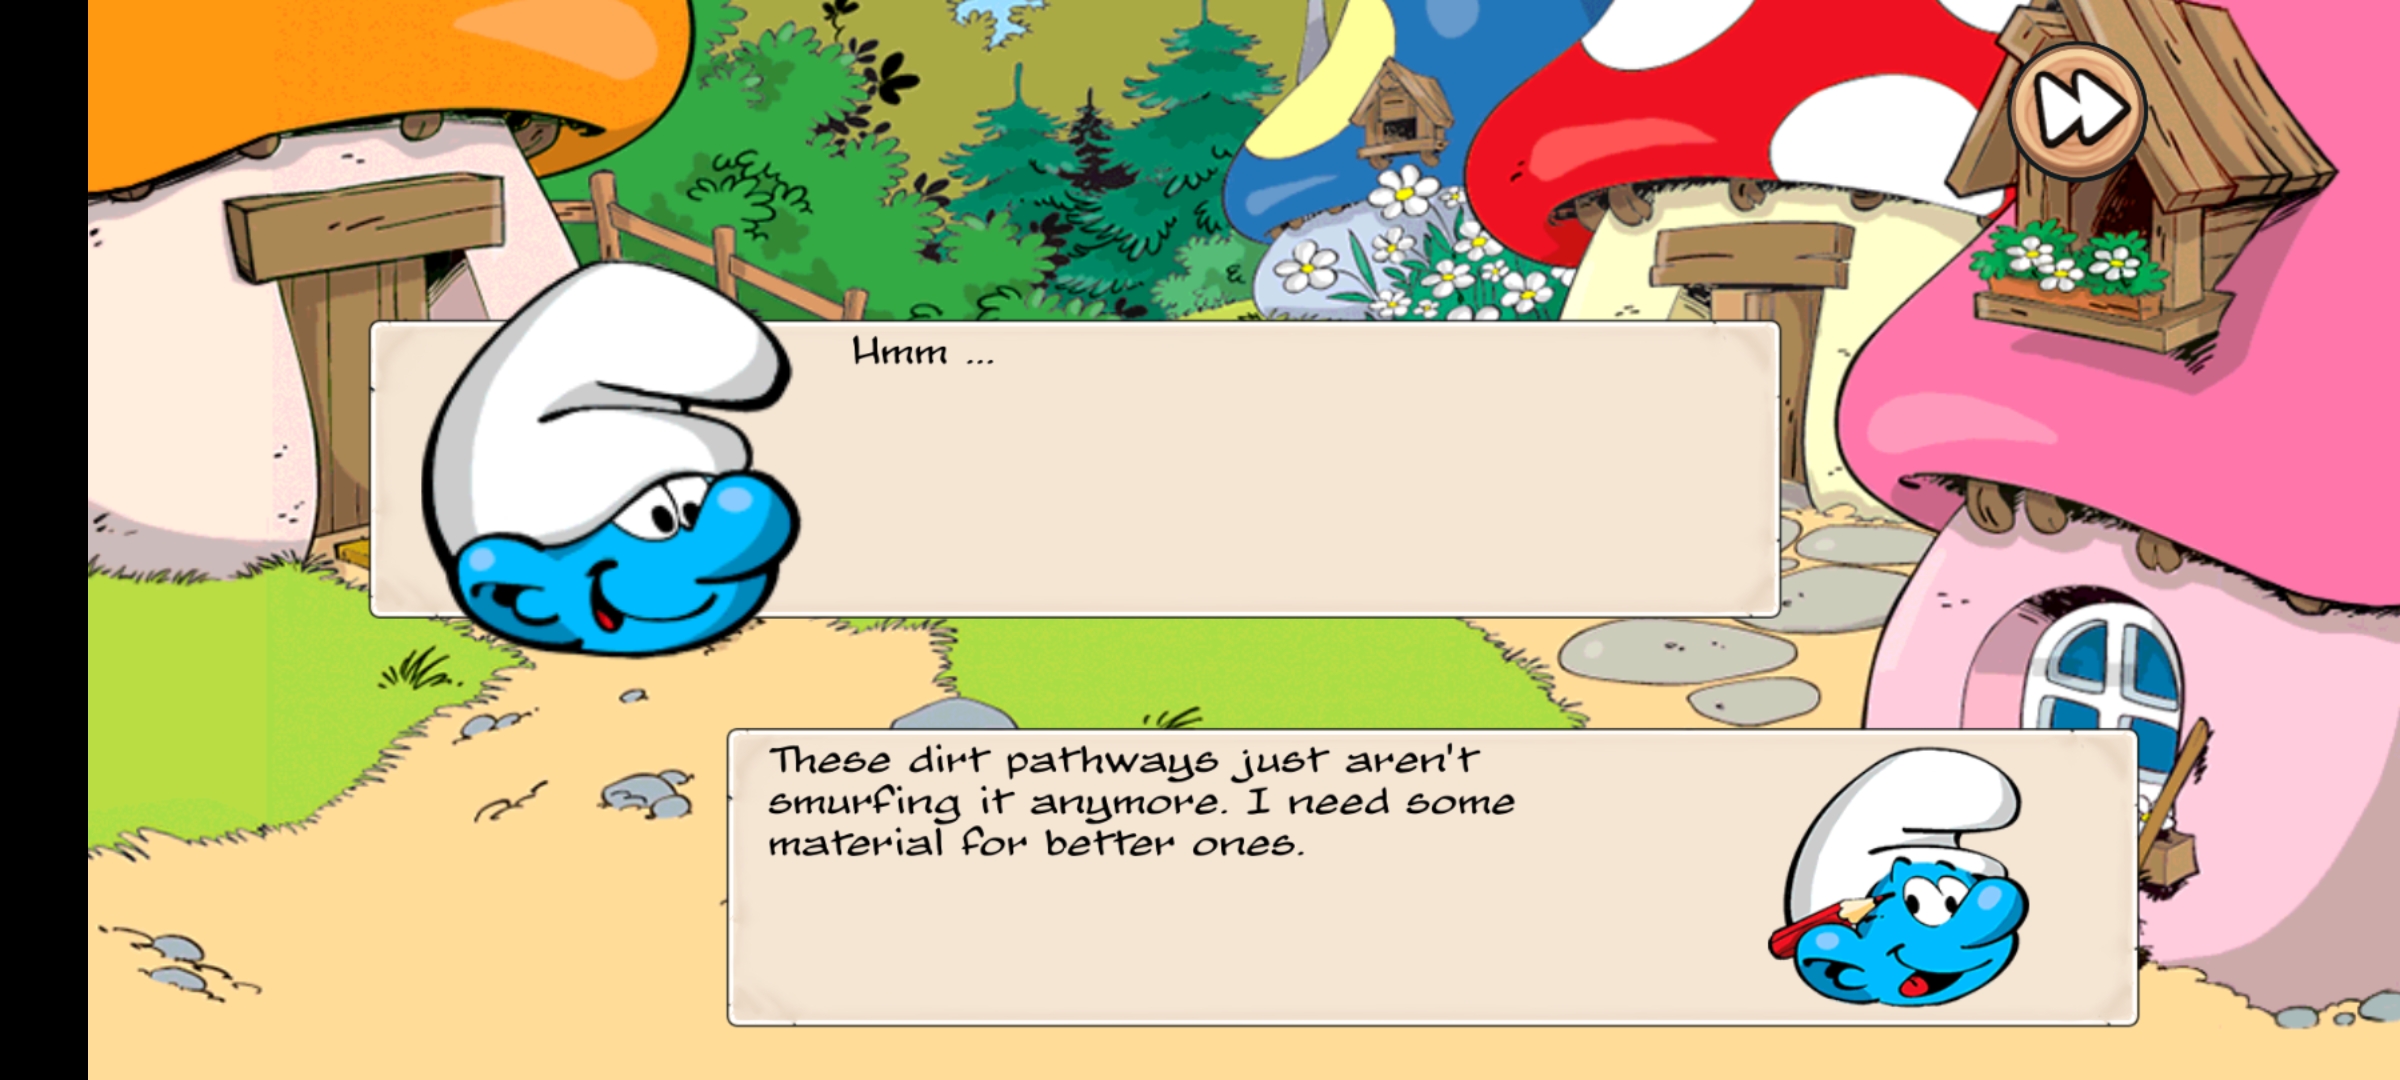 Hmm ...
These dirt pathways just aren't
smurfing it anymore. I need some
material for better ones.